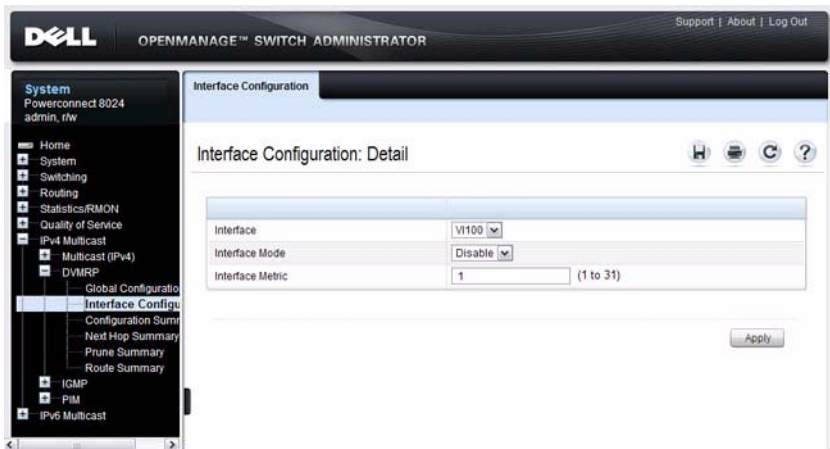 Support | About | Log Out
DELL
OPENMANAGE™ SWITCH ADMINISTRATOR
System
Powerconnect 8024
admin, r/w
Home
System
Switching
Routing
Statistics/RMON
Quality of Service
IPv4 Multicast
Multicast (IPv4)
DVMRP
Global Configuratio
Interface Configu
Configuration Summ
Next Hop Summary
Prune Summary
Route Summary
IGMP
PIM
IPv6 Multicast
Interface Configuration
Interface Configuration: Detail
Interface Vl100
Interface Mode Disable
Interface Metric 1 (1 to 31)
Apply